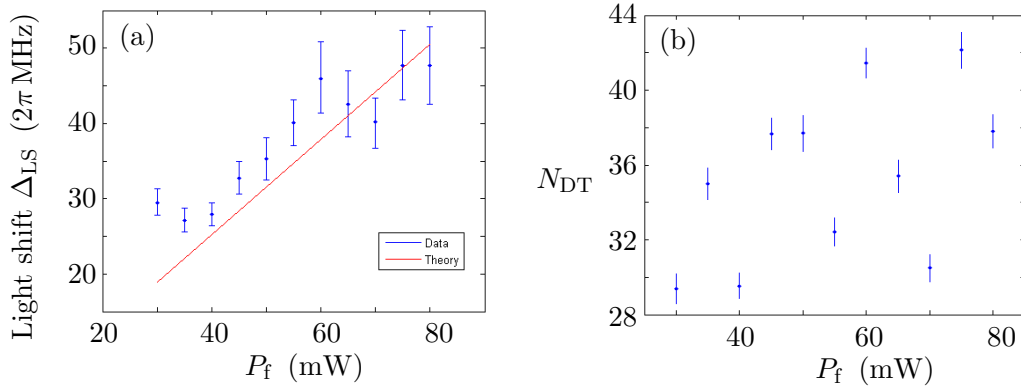 (a)
Light shift Δ_LS (2π MHz)
50
40
30
20
20
40
60
80
P_f (mW)
Data
Theory
(b)
N_DT
44
40
36
32
28
40
60
80
P_f (mW)